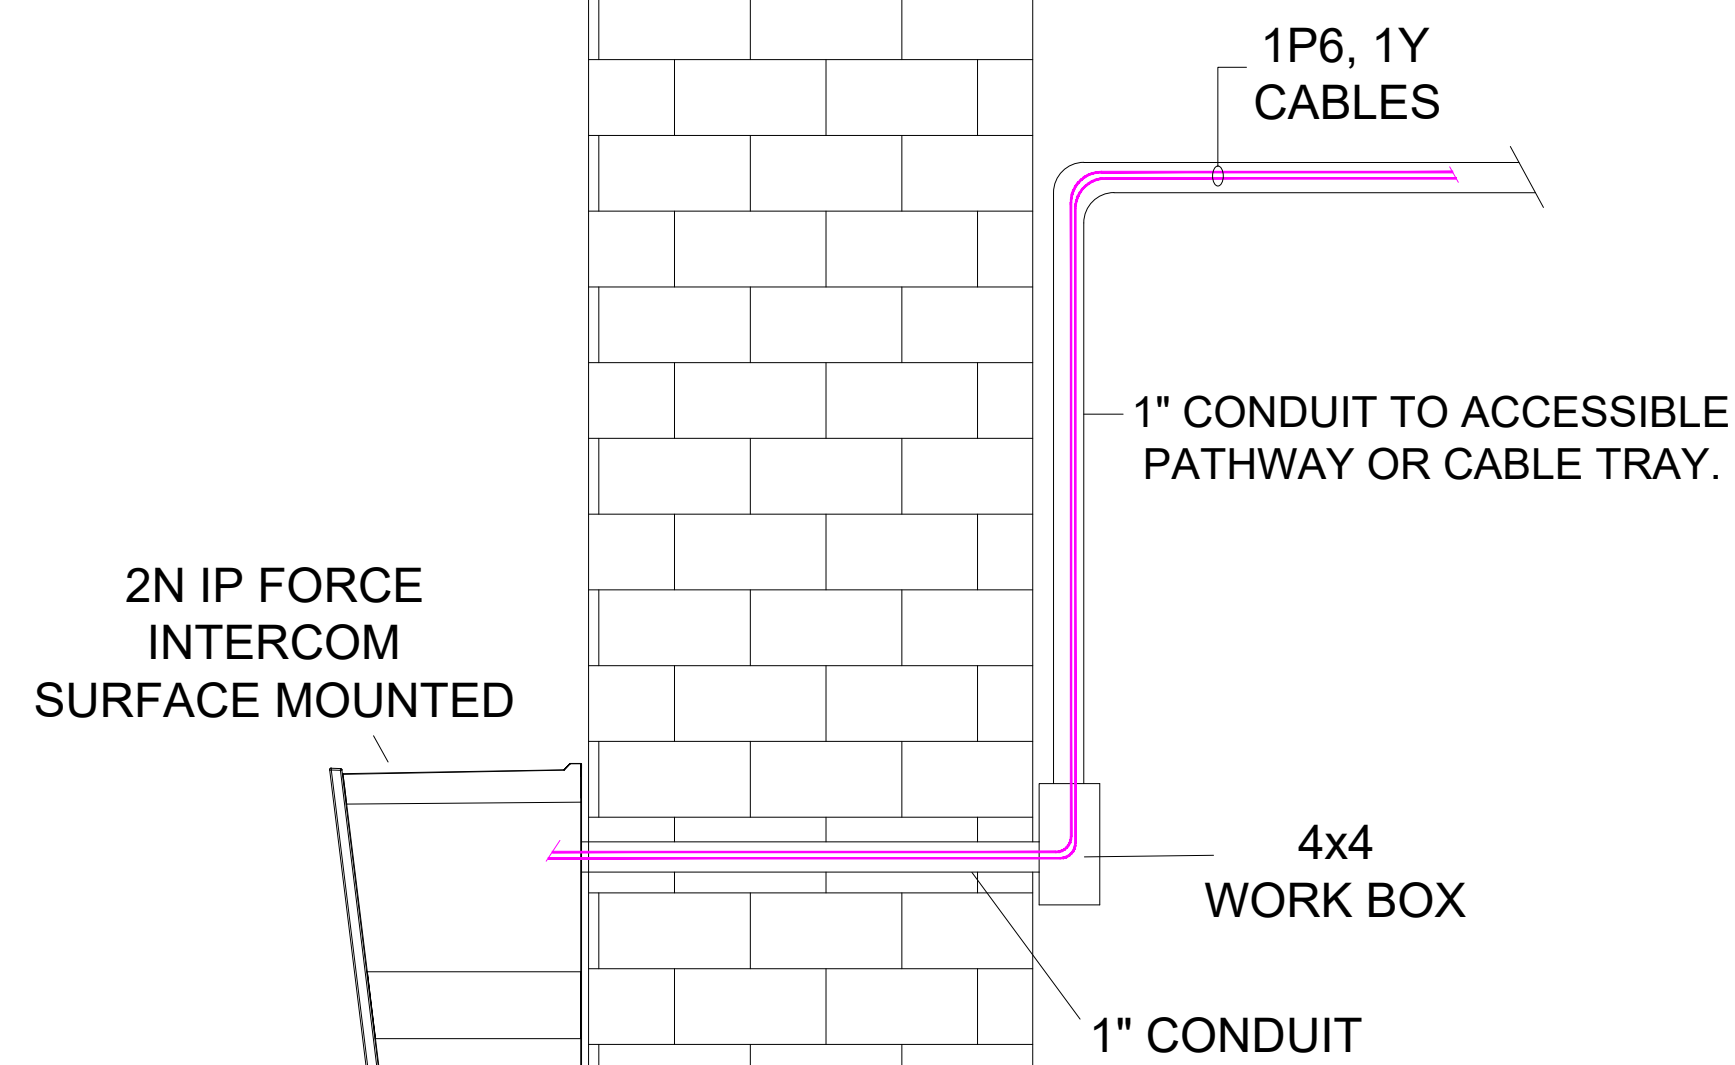 1P6, 1Y
CABLES
1" CONDUIT TO ACCESSIBLE
PATHWAY OR CABLE TRAY.
2N IP FORCE
INTERCOM
SURFACE MOUNTED
4x4
WORK BOX
1" CONDUIT